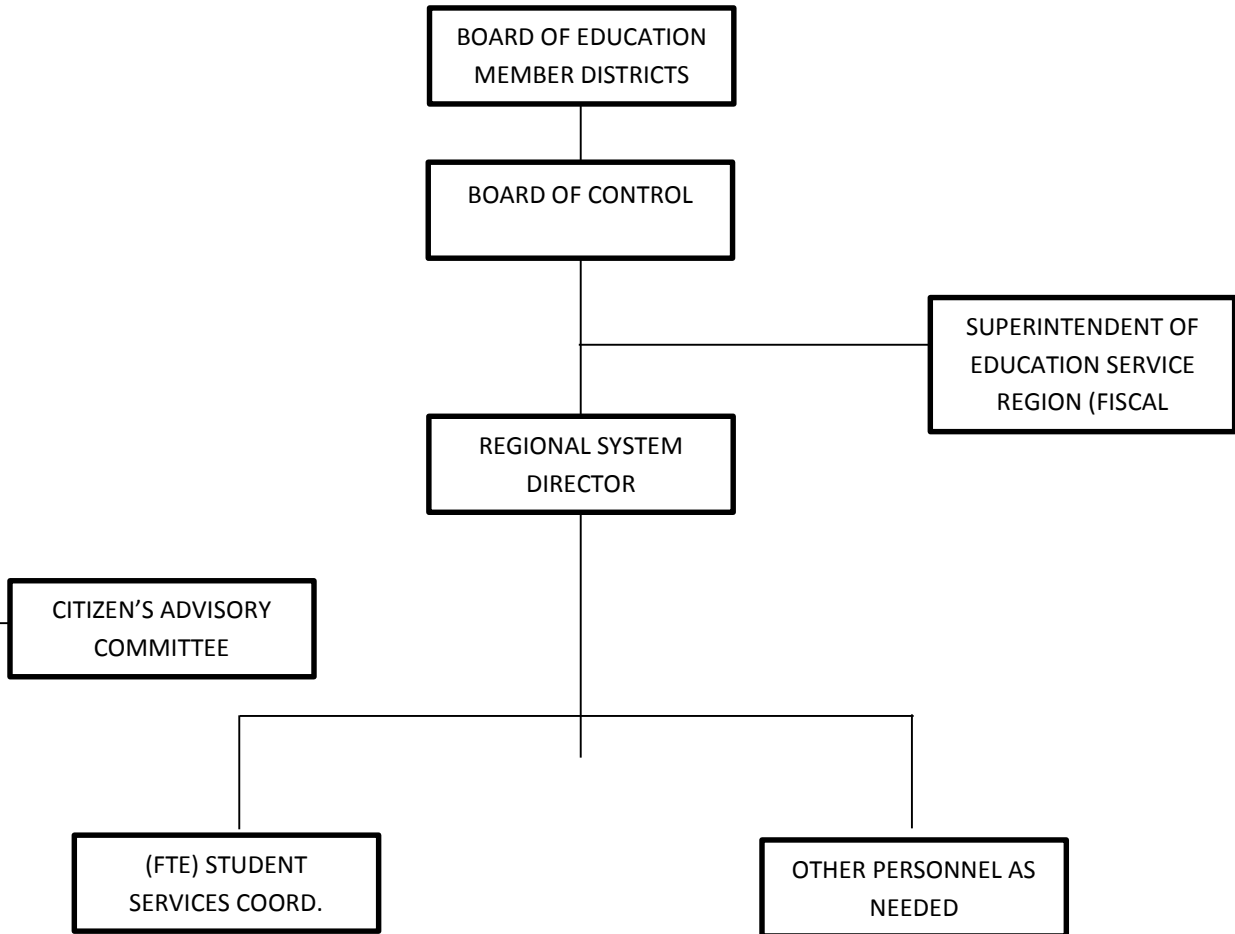 BOARD OF EDUCATION
MEMBER DISTRICTS
BOARD OF CONTROL
SUPERINTENDENT OF
EDUCATION SERVICE
REGION (FISCAL
REGIONAL SYSTEM
DIRECTOR
CITIZEN’S ADVISORY
COMMITTEE
(FTE) STUDENT
SERVICES COORD.
OTHER PERSONNEL AS
NEEDED